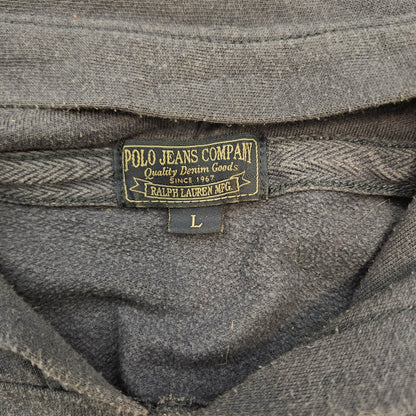 POLO JEANS COMPANY
Quality Denim Goods
SINCE 1967
RALPH LAUREN MFG.
L